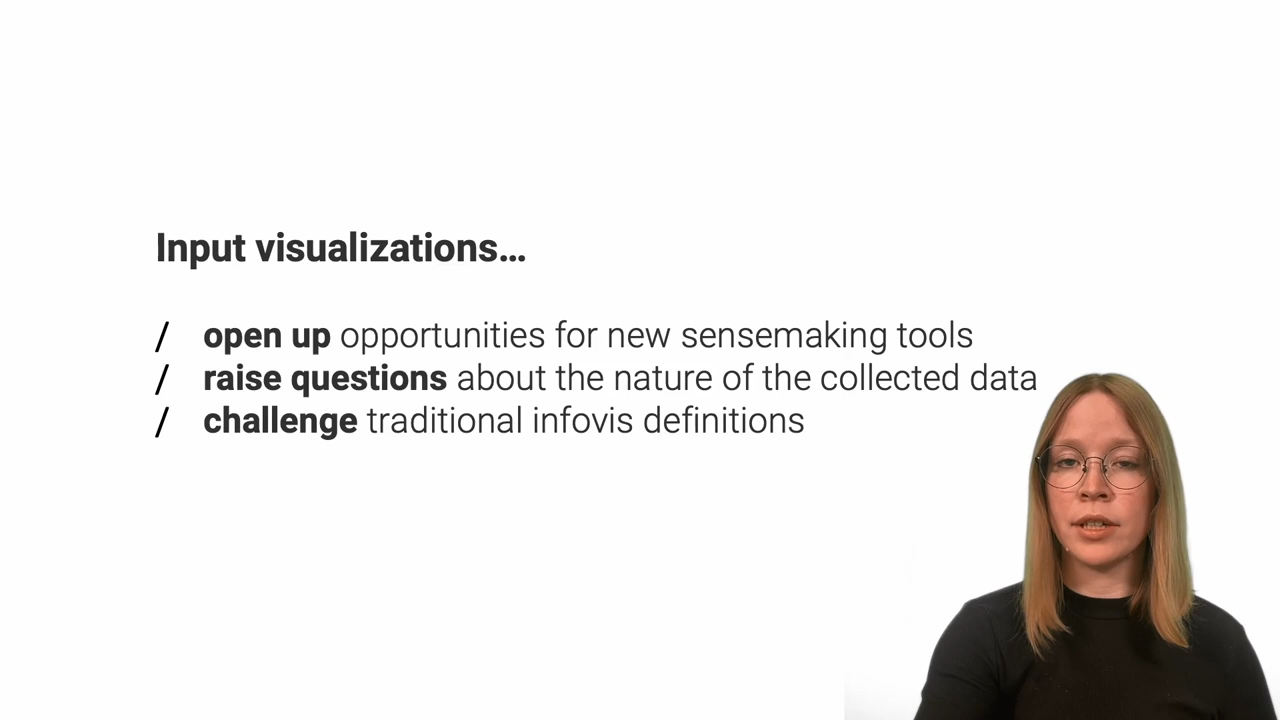 Input visualizations…
/ open up opportunities for new sensemaking tools
/ raise questions about the nature of the collected data
/ challenge traditional infovis definitions